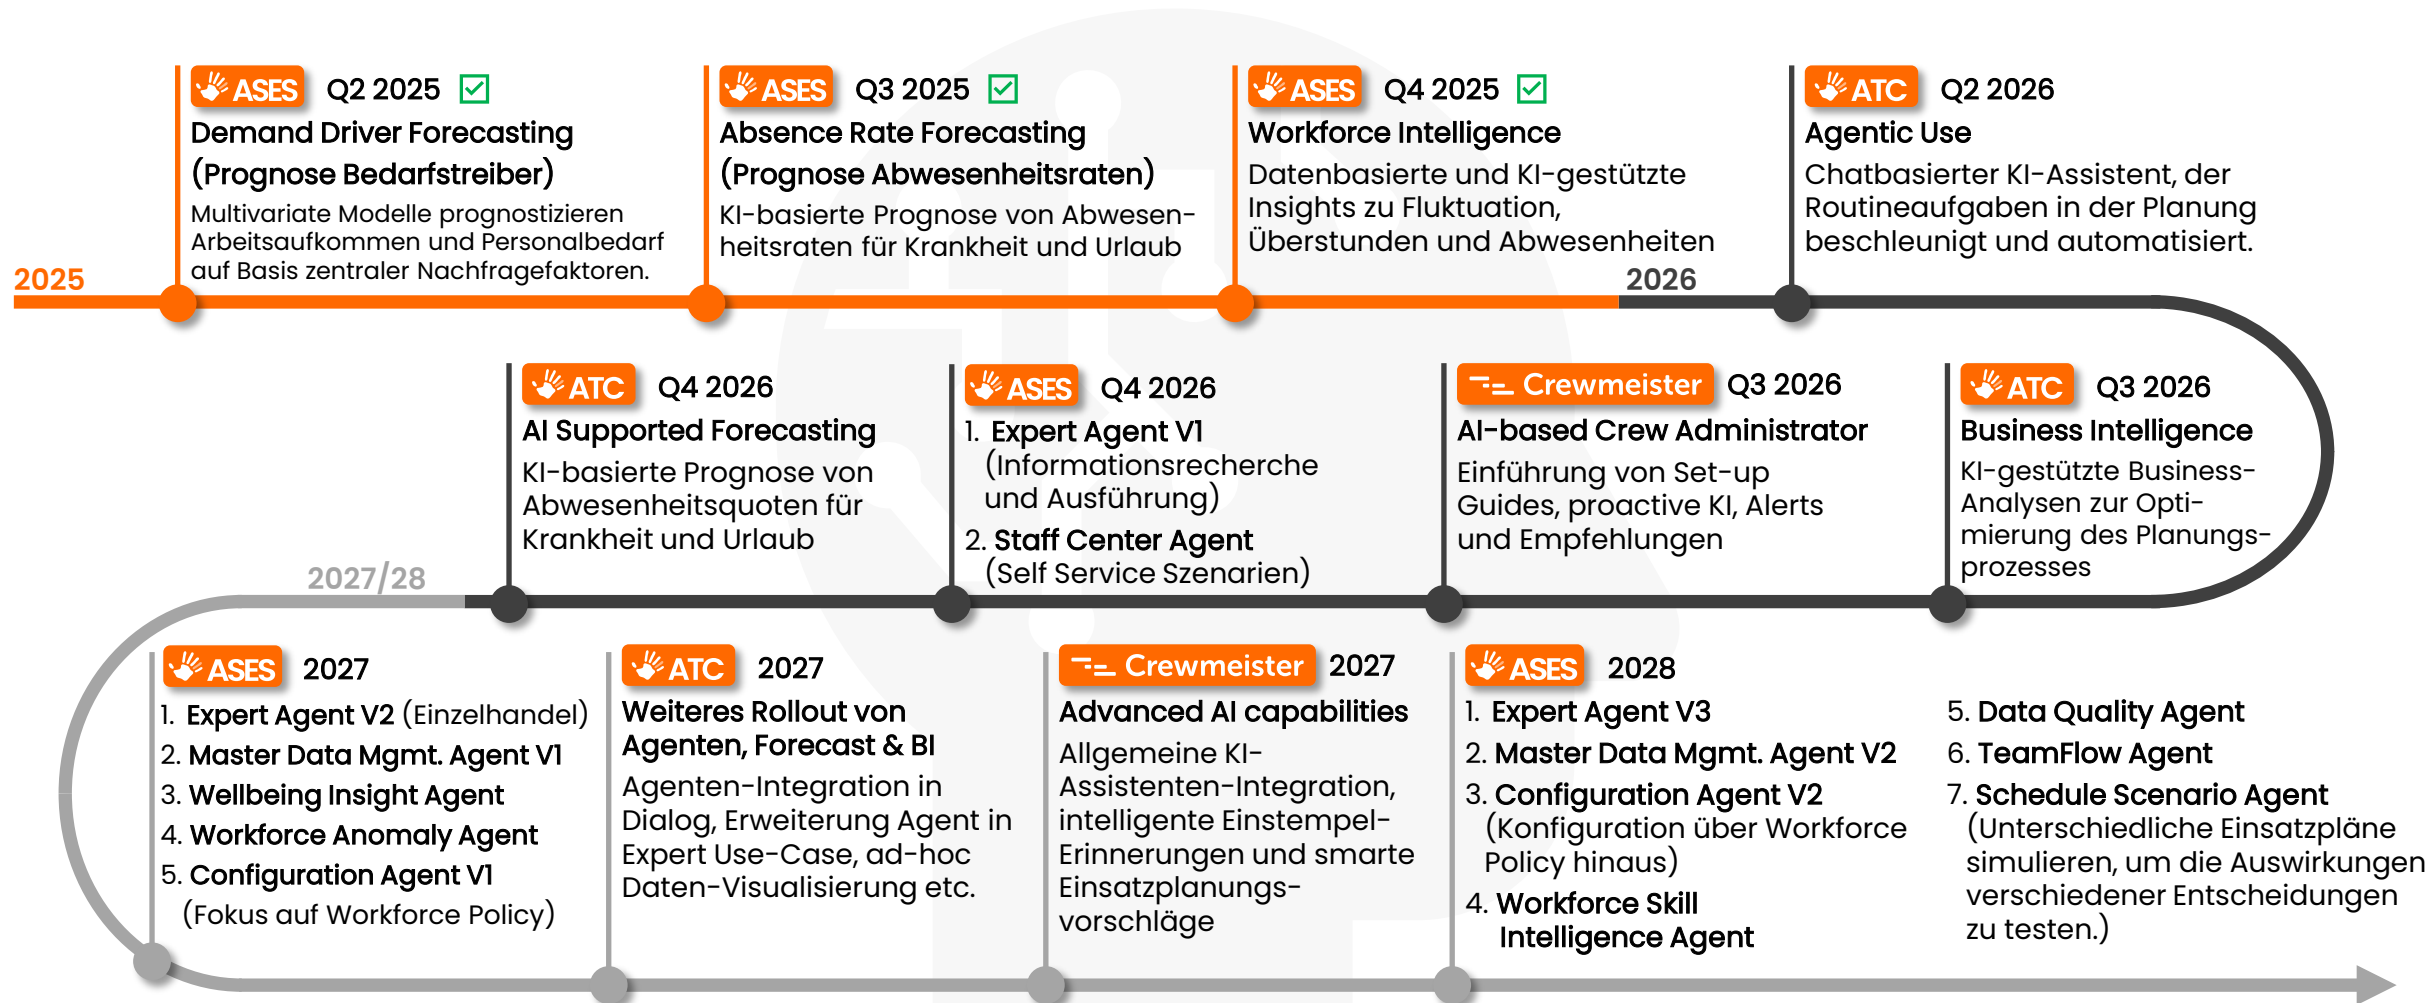 ASES Q2 2025
Demand Driver Forecasting
(Prognose Bedarfstreiber)
Multivariate Modelle prognostizieren
Arbeitsaufkommen und Personalbedarf
auf Basis zentraler Nachfragefaktoren.
ASES Q3 2025
Absence Rate Forecasting
(Prognose Abwesenheitsraten)
KI-basierte Prognose von Abwesen-
heitsraten für Krankheit und Urlaub
ASES Q4 2025
Workforce Intelligence
Datenbasierte und KI-gestützte
Insights zu Fluktuation,
Überstunden und Abwesenheiten
ATC Q2 2026
Agentic Use
Chatbasierter KI-Assistent, der
Routineaufgaben in der Planung
beschleunigt und automatisiert.
2025
2026
ATC Q4 2026
AI Supported Forecasting
KI-basierte Prognose von
Abwesenheitsquoten für
Krankheit und Urlaub
ASES Q4 2026
1. Expert Agent V1
(Informationsrecherche
und Ausführung)
2. Staff Center Agent
(Self Service Szenarien)
Crewmeister Q3 2026
AI-based Crew Administrator
Einführung von Set-up
Guides, proactive KI, Alerts
und Empfehlungen
ATC Q3 2026
Business Intelligence
KI-gestützte Business-
Analysen zur Opti-
mierung des Planungs-
prozesses
2027/28
ASES 2027
1. Expert Agent V2 (Einzelhandel)
2. Master Data Mgmt. Agent V1
3. Wellbeing Insight Agent
4. Workforce Anomaly Agent
5. Configuration Agent V1
(Fokus auf Workforce Policy)
ATC 2027
Weiteres Rollout von
Agenten, Forecast & BI
Agenten-Integration in
Dialog, Erweiterung Agent in
Expert Use-Case, ad-hoc
Daten-Visualisierung etc.
Crewmeister 2027
Advanced AI capabilities
Allgemeine KI-
Assistenten-Integration,
intelligente Einstempel-
Erinnerungen und smarte
Einsatzplanungs-
vorschläge
ASES 2028
1. Expert Agent V3
2. Master Data Mgmt. Agent V2
3. Configuration Agent V2
(Konfiguration über Workforce
Policy hinaus)
4. Workforce Skill
Intelligence Agent
5. Data Quality Agent
6. TeamFlow Agent
7. Schedule Scenario Agent
(Unterschiedliche Einsatzpläne
simulieren, um die Auswirkungen
verschiedener Entscheidungen
zu testen.)